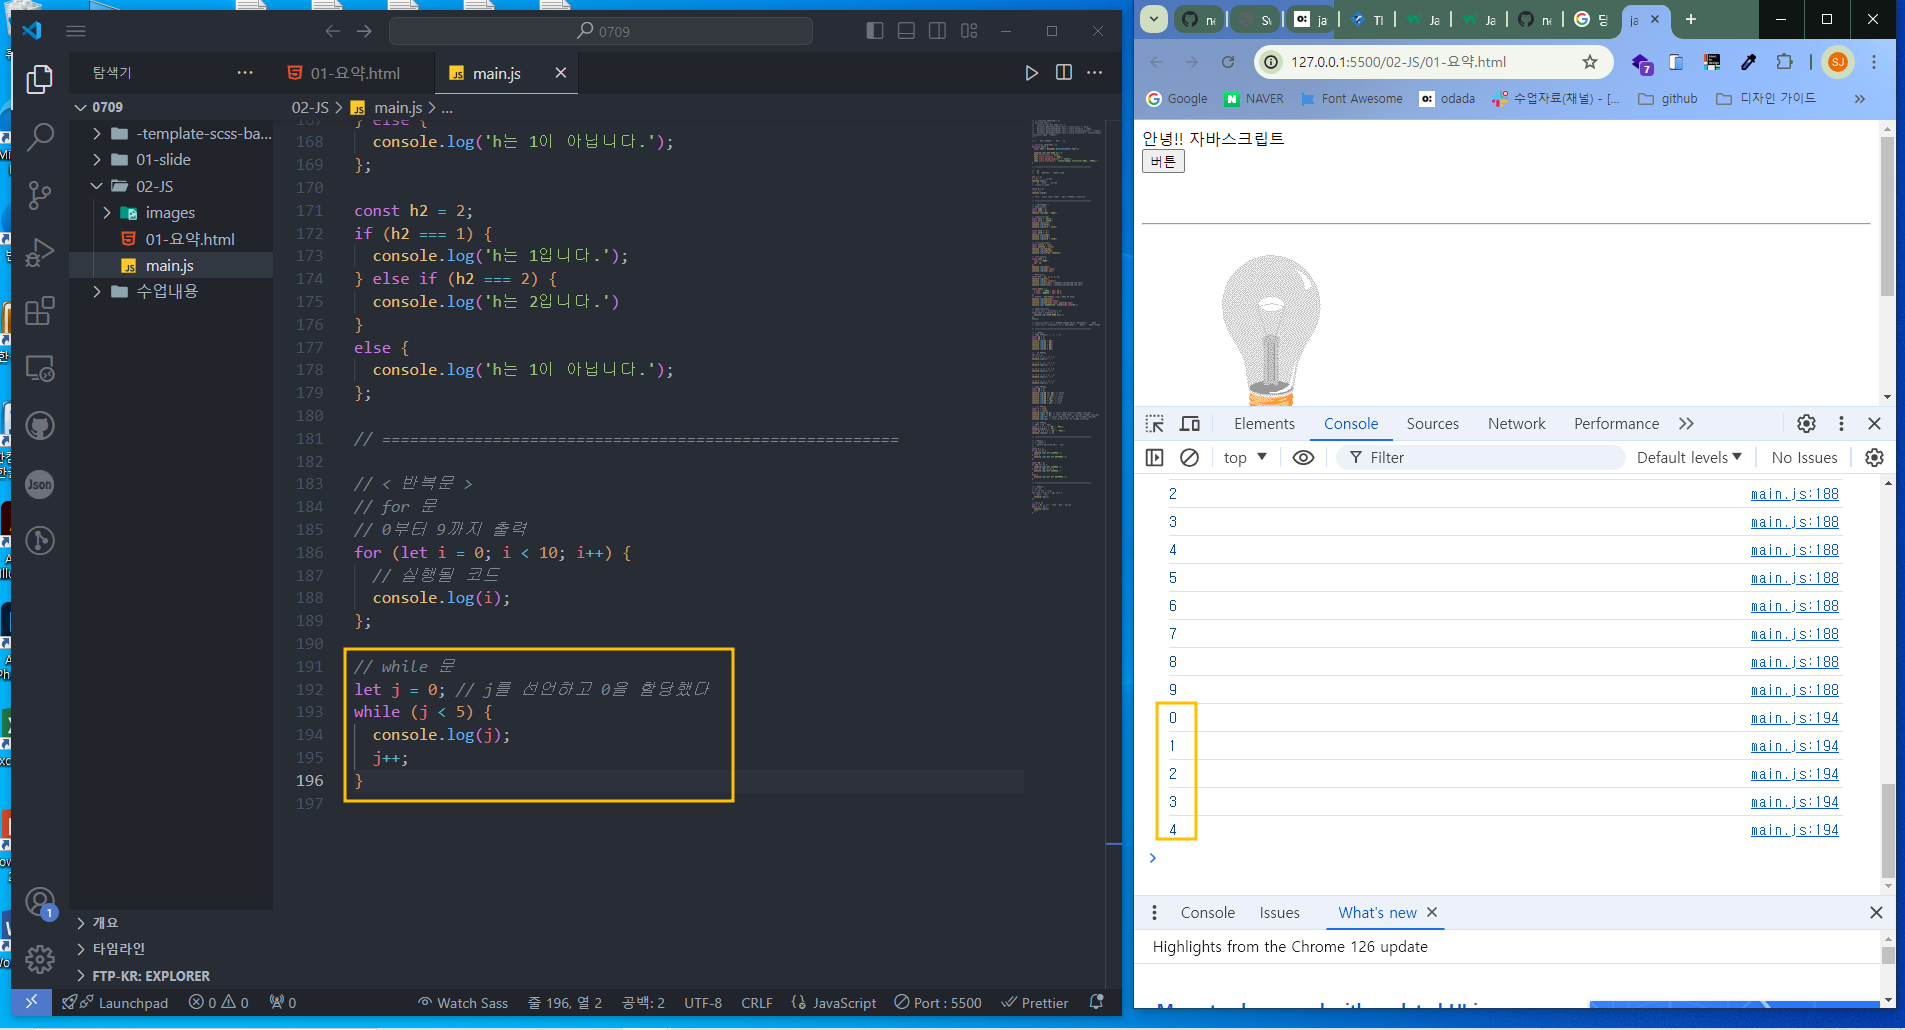 0709
탐색기
01-요약.html
main.js
0709
-template-scss-ba...
01-slide
02-JS
images
01-요약.html
main.js
수업내용
개요
타임라인
FTP-KR: EXPLORER
02-JS > main.js > ...
167 } else {
168 console.log('h는 1이 아닙니다.');
169 };
170
171 const h2 = 2;
172 if (h2 === 1) {
173 console.log('h는 1입니다.');
174 } else if (h2 === 2) {
175 console.log('h는 2입니다.')
176 }
177 else {
178 console.log('h는 1이 아닙니다.');
179 };
180
181 // ========================================================
182
183 // < 반복문 >
184 // for 문
185 // 0부터 9까지 출력
186 for (let i = 0; i < 10; i++) {
187 // 실행될 코드
188 console.log(i);
189 };
190
191 // while 문
192 let j = 0; // j를 선언하고 0을 할당했다
193 while (j < 5) {
194 console.log(j);
195 j++;
196 }
197
Json
1
Launchpad 0 0 0 Watch Sass 줄 196, 열 2 공백: 2 UTF-8 CRLF JavaScript Port : 5500 Prettier
ne Sv ja Tl Ja Ja ne 딩 ja
127.0.0.1:5500/02-JS/01-요약.html
7
SJ
Google NAVER Font Awesome odada 수업자료(채널) - [... github 디자인 가이드
안녕!! 자바스크립트
버튼
Elements Console Sources Network Performance
top Filter Default levels No Issues
2 main.js:188
3 main.js:188
4 main.js:188
5 main.js:188
6 main.js:188
7 main.js:188
8 main.js:188
9 main.js:188
0 main.js:194
1 main.js:194
2 main.js:194
3 main.js:194
4 main.js:194
Console Issues What's new
Highlights from the Chrome 126 update